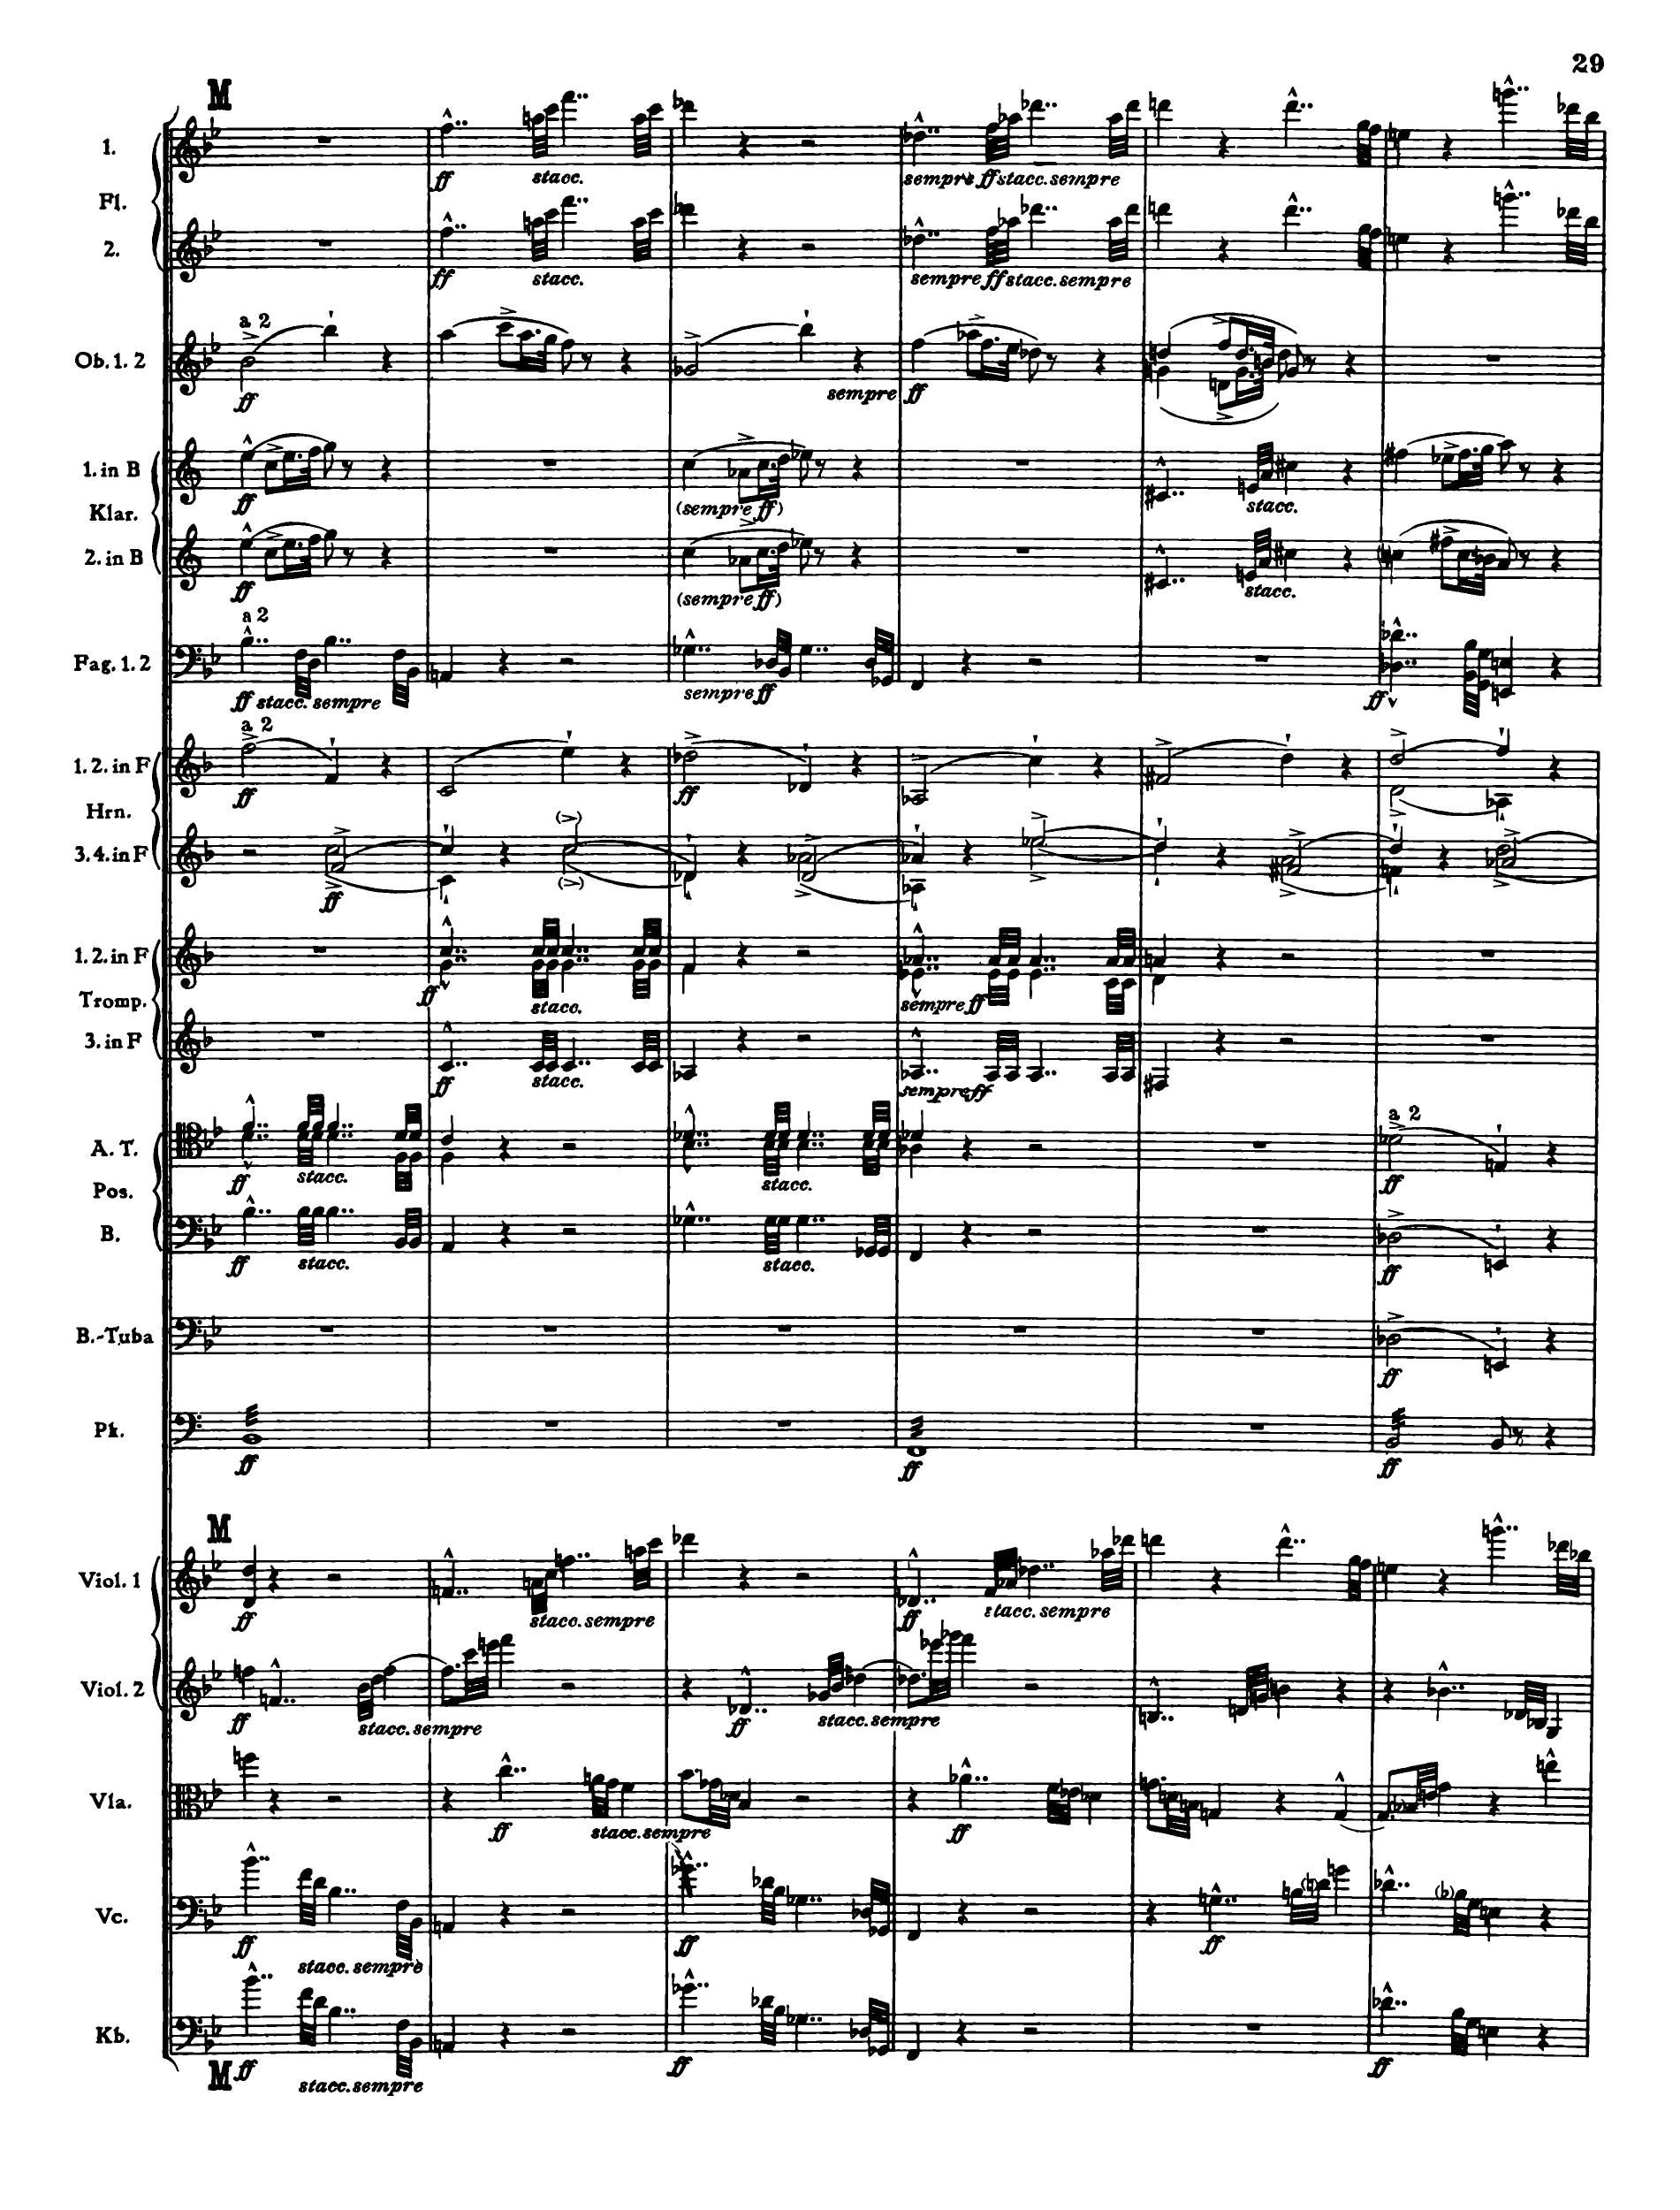 29
M
1.
ff
stacc.
sempre ff stacc. sempre
Fl.
2.
ff
stacc.
sempre ff stacc. sempre
a 2
Ob. 1. 2
ff
sempre ff
1. in B
ff
(sempre ff)
stacc.
Klar.
2. in B
ff
(sempre ff)
stacc.
a 2
Fag. 1. 2
ff stacc. sempre
sempre ff
ff
a 2
1. 2. in F
ff
ff
Hrn.
3. 4. in F
ff
1. 2. in F
ff
stacc.
sempre ff
Tromp.
3. in F
ff
stacc.
sempre ff
a 2
A. T.
ff
stacc.
stacc.
ff
Pos.
B.
ff
stacc.
stacc.
ff
B.-Tuba
ff
Pk.
ff
ff
ff
M
Viol. 1
ff
stacc. sempre
ff
stacc. sempre
Viol. 2
ff
stacc. sempre
ff
stacc. sempre
Vla.
ff
stacc. sempre
ff
Vc.
ff
stacc. sempre
ff
ff
Kb.
ff
stacc. sempre
ff
ff
M